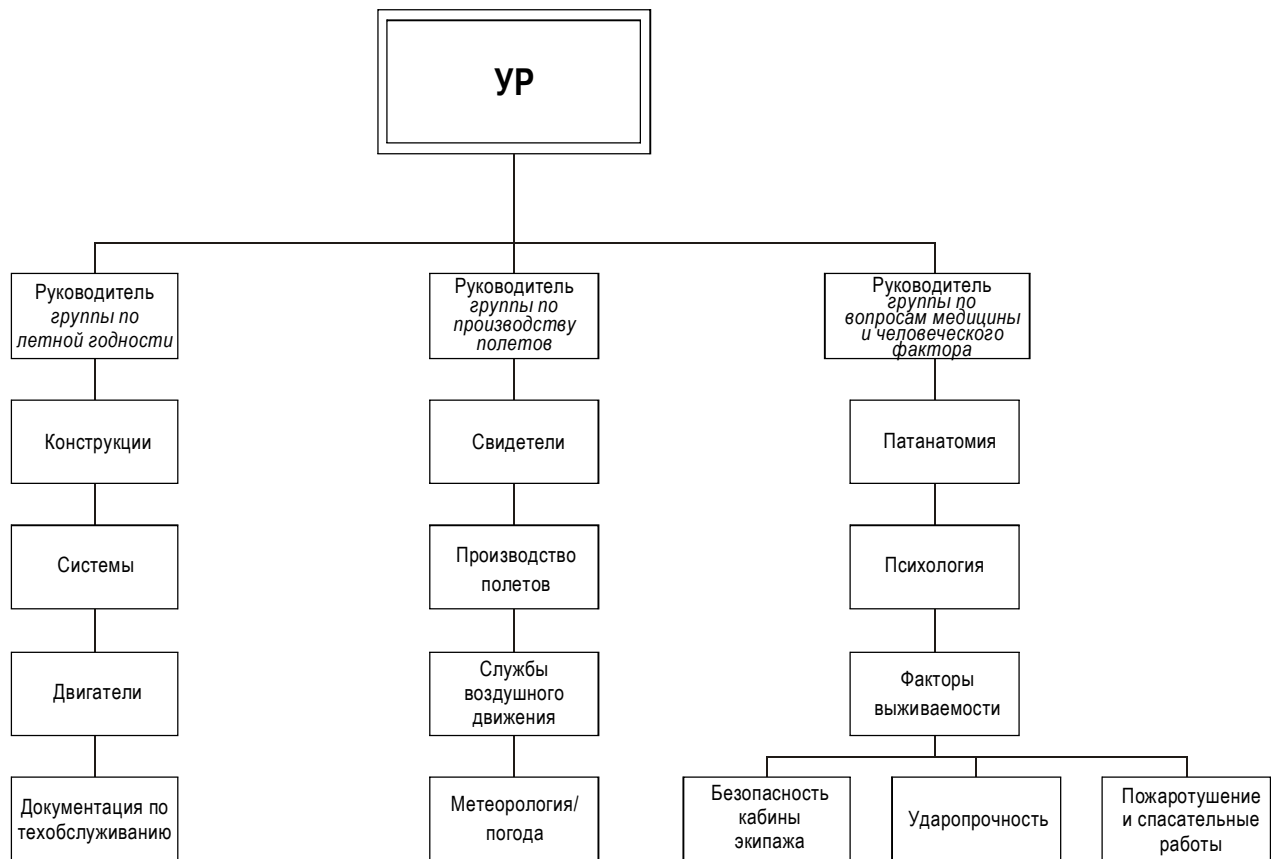 УР
Руководитель
группы по
летной годности
Руководитель
группы по
производству
полетов
Руководитель
группы по
вопросам медицины
и человеческого
фактора
Конструкции
Свидетели
Патанатомия
Системы
Производство
полетов
Психология
Двигатели
Службы
воздушного
движения
Факторы
выживаемости
Документация по
техобслуживанию
Метеорология/
погода
Безопасность
кабины
экипажа
Ударопрочность
Пожаротушение
и спасательные
работы